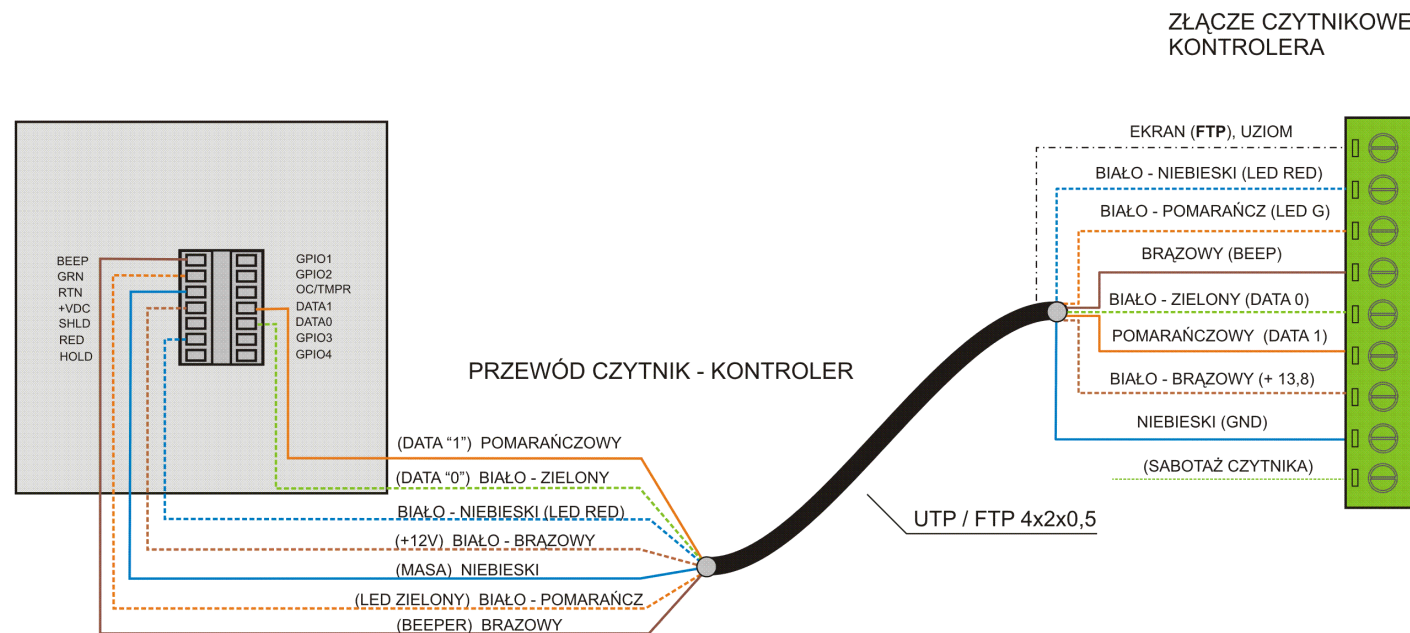 ZŁĄCZE CZYTNIKOWE
KONTROLERA
EKRAN (FTP), UZIOM
BIAŁO - NIEBIESKI (LED RED)
BIAŁO - POMARAŃCZ (LED G)
BRĄZOWY (BEEP)
BIAŁO - ZIELONY (DATA 0)
POMARAŃCZOWY (DATA 1)
BIAŁO - BRĄZOWY (+ 13,8)
NIEBIESKI (GND)
(SABOTAŻ CZYTNIKA)
BEEP
GRN
RTN
+VDC
SHLD
RED
HOLD
GPIO1
GPIO2
OC/TMPR
DATA1
DATA0
GPIO3
GPIO4
PRZEWÓD CZYTNIK - KONTROLER
(DATA “1”) POMARAŃCZOWY
(DATA “0”) BIAŁO - ZIELONY
BIAŁO - NIEBIESKI (LED RED)
(+12V) BIAŁO - BRĄZOWY
(MASA) NIEBIESKI
(LED ZIELONY) BIAŁO - POMARAŃCZ
(BEEPER) BRAZOWY
UTP / FTP 4x2x0,5